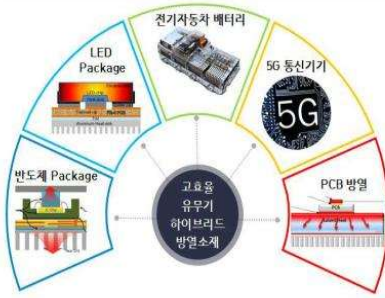 전기자동차 배터리
LED
Package
5G 통신기기
5G
반도체 Package
PCB 방열
고효율
유무기
하이브리드
방열소재